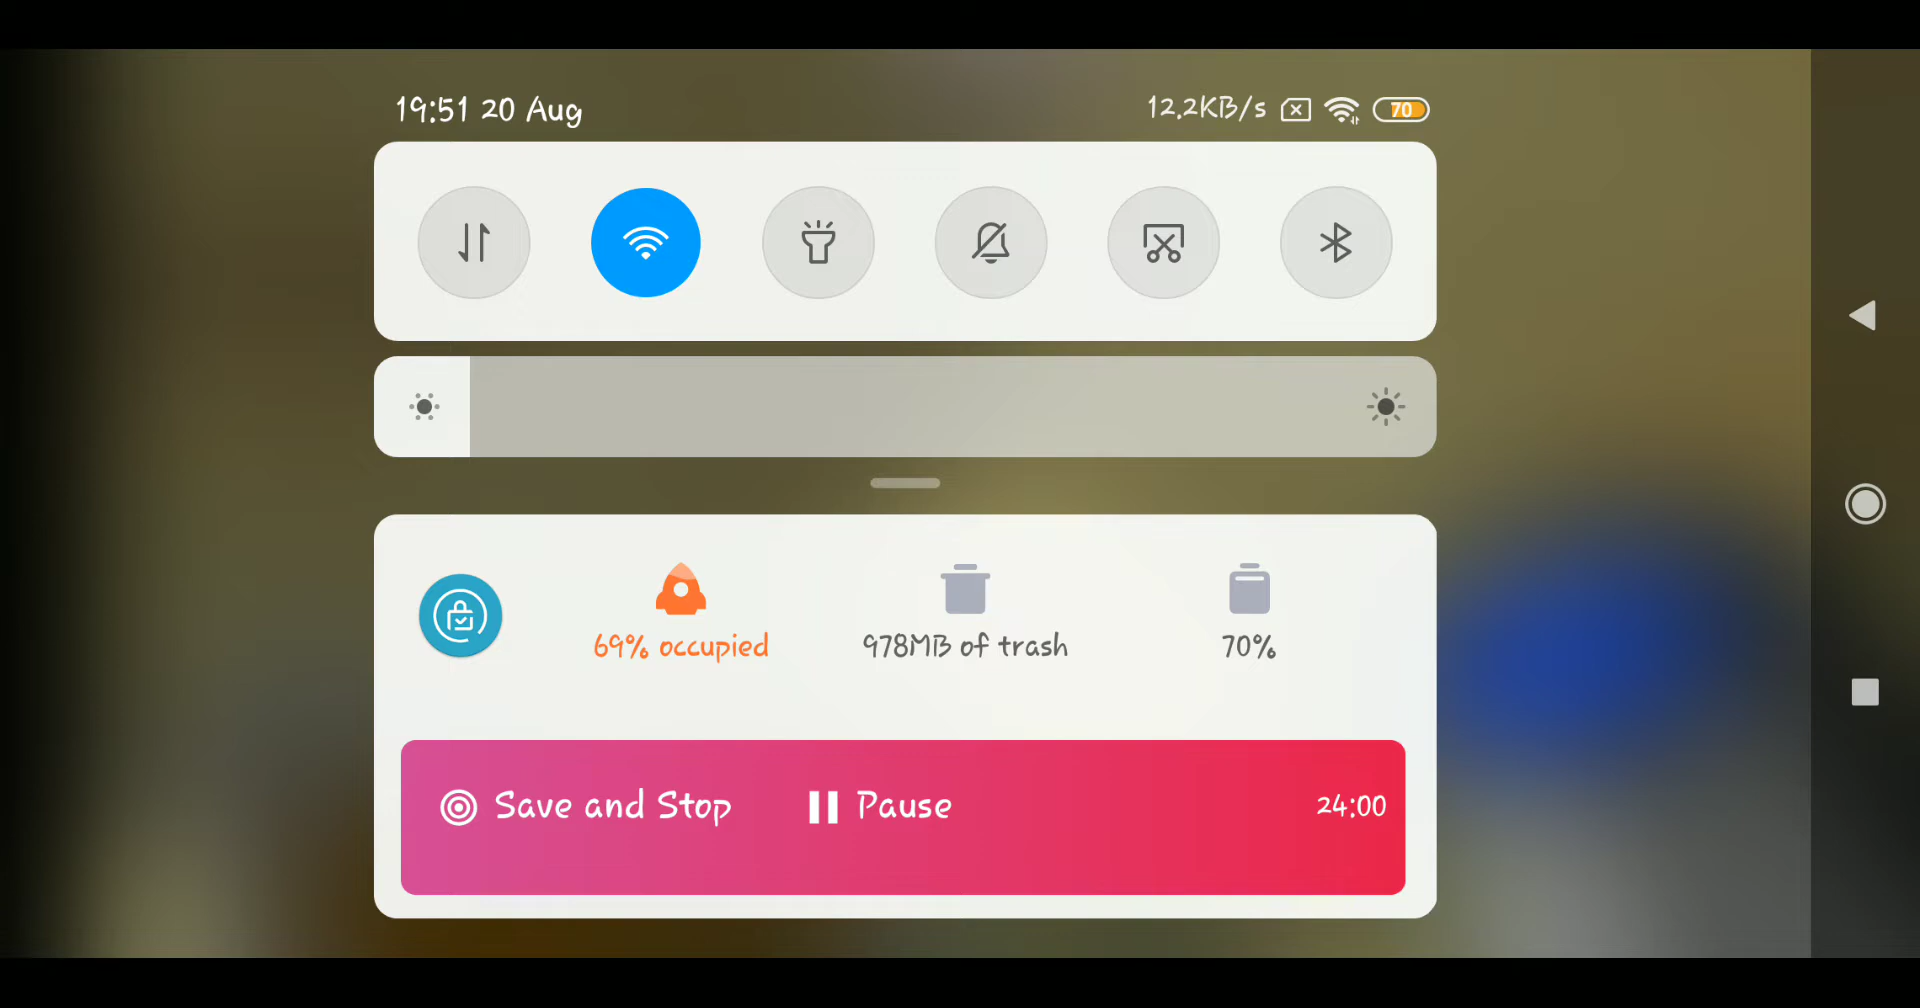 19:51 20 Aug
12.2KB/s 70
69% occupied
978MB of trash
70%
Save and Stop
Pause
24:00